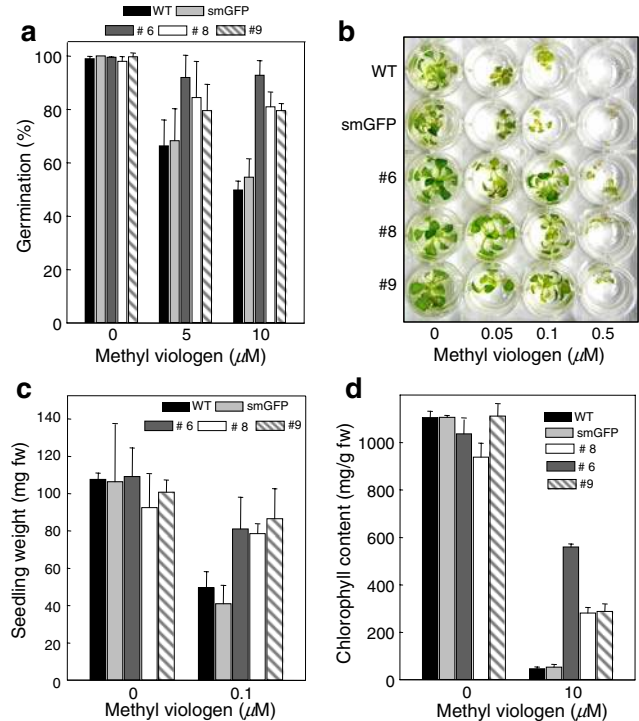 a
WT smGFP
# 6 # 8 #9
Germination (%)
100
80
60
40
20
0
0 5 10
Methyl viologen (μM)
b
WT
smGFP
#6
#8
#9
0 0.05 0.1 0.5
Methyl viologen (μM)
c
WT smGFP
# 6 # 8 #9
Seedling weight (mg fw)
140
120
100
80
60
40
20
0
0 0.1
Methyl viologen (μM)
d
WT
smGFP
# 8
# 6
#9
Chlorophyll content (mg/g fw)
1000
800
600
400
200
0
0 10
Methyl viologen (μM)